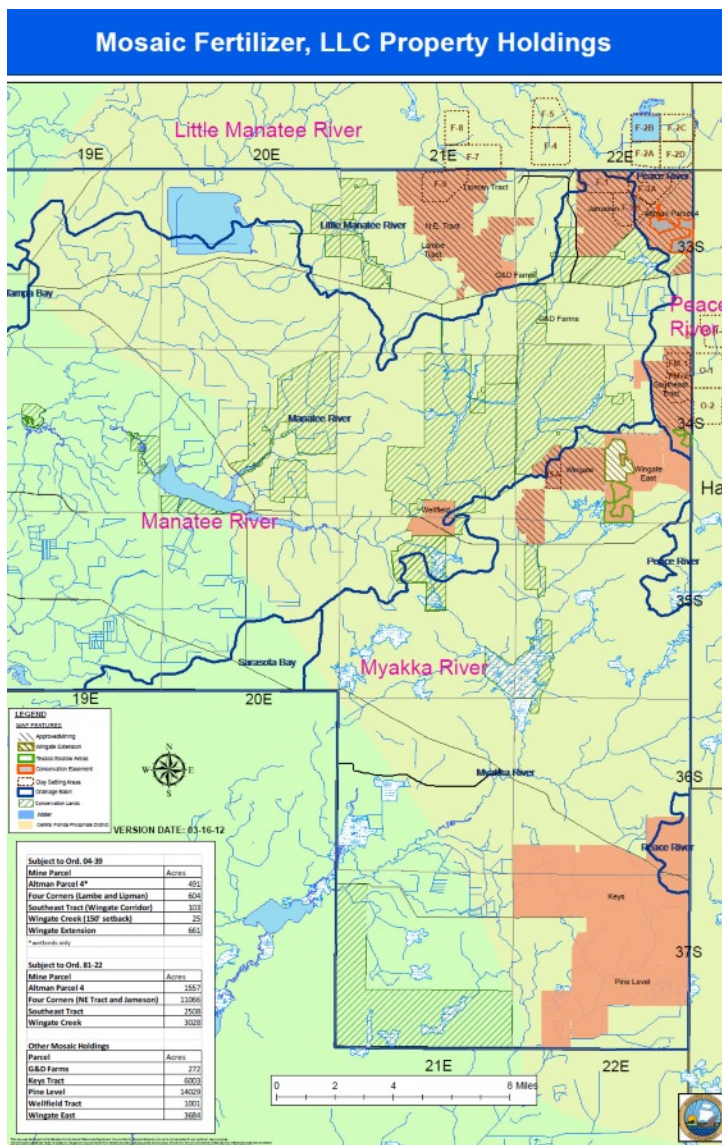 Mosaic Fertilizer, LLC Property Holdings
Little Manatee River
F-8
F-5
F-2B
F-2C
F-7
F-4
F-2A
F-2D
19E
20E
21E
22E
Peace River
F-9
Lipman Tract
F-3A
Jameson
Altman Parcel 4
Little Manatee River
N.E. Tract
Lambe
Tract
33S
G&D Farms
Tampa Bay
Peace
River
G&D Farms
O-1
Southeast
Tract
O-2
Manatee River
34S
Wingate
Wingate
East
Ha
Wellfield
Manatee River
Peace River
35S
Sarasota Bay
Myakka River
19E
20E
LEGEND
MAP FEATURES
Approved Mining
Wingate Extension
Conservation Easement
Clay Settling Areas
Drainage Basin
Conservation Lands
Water
Central Florida Phosphate District
N
W
E
S
Myakka River
36S
VERSION DATE: 03-16-12
Peace River
Subject to Ord. 04-39
Mine Parcel Acres
Altman Parcel 4* 491
Four Corners (Lambe and Lipman) 604
Southeast Tract (Wingate Corridor) 103
Wingate Creek (150' setback) 25
Wingate Extension 661
* wetlands only
Subject to Ord. 81-22
Mine Parcel Acres
Altman Parcel 4 1557
Four Corners (NE Tract and Jameson) 11066
Southeast Tract 2508
Wingate Creek 3028
Other Mosaic Holdings
Parcel Acres
G&D Farms 272
Keys Tract 6003
Pine Level 14029
Wellfield Tract 1001
Wingate East 3684
Keys
37S
Pine Level
21E
22E
0 2 4 6 8 Miles